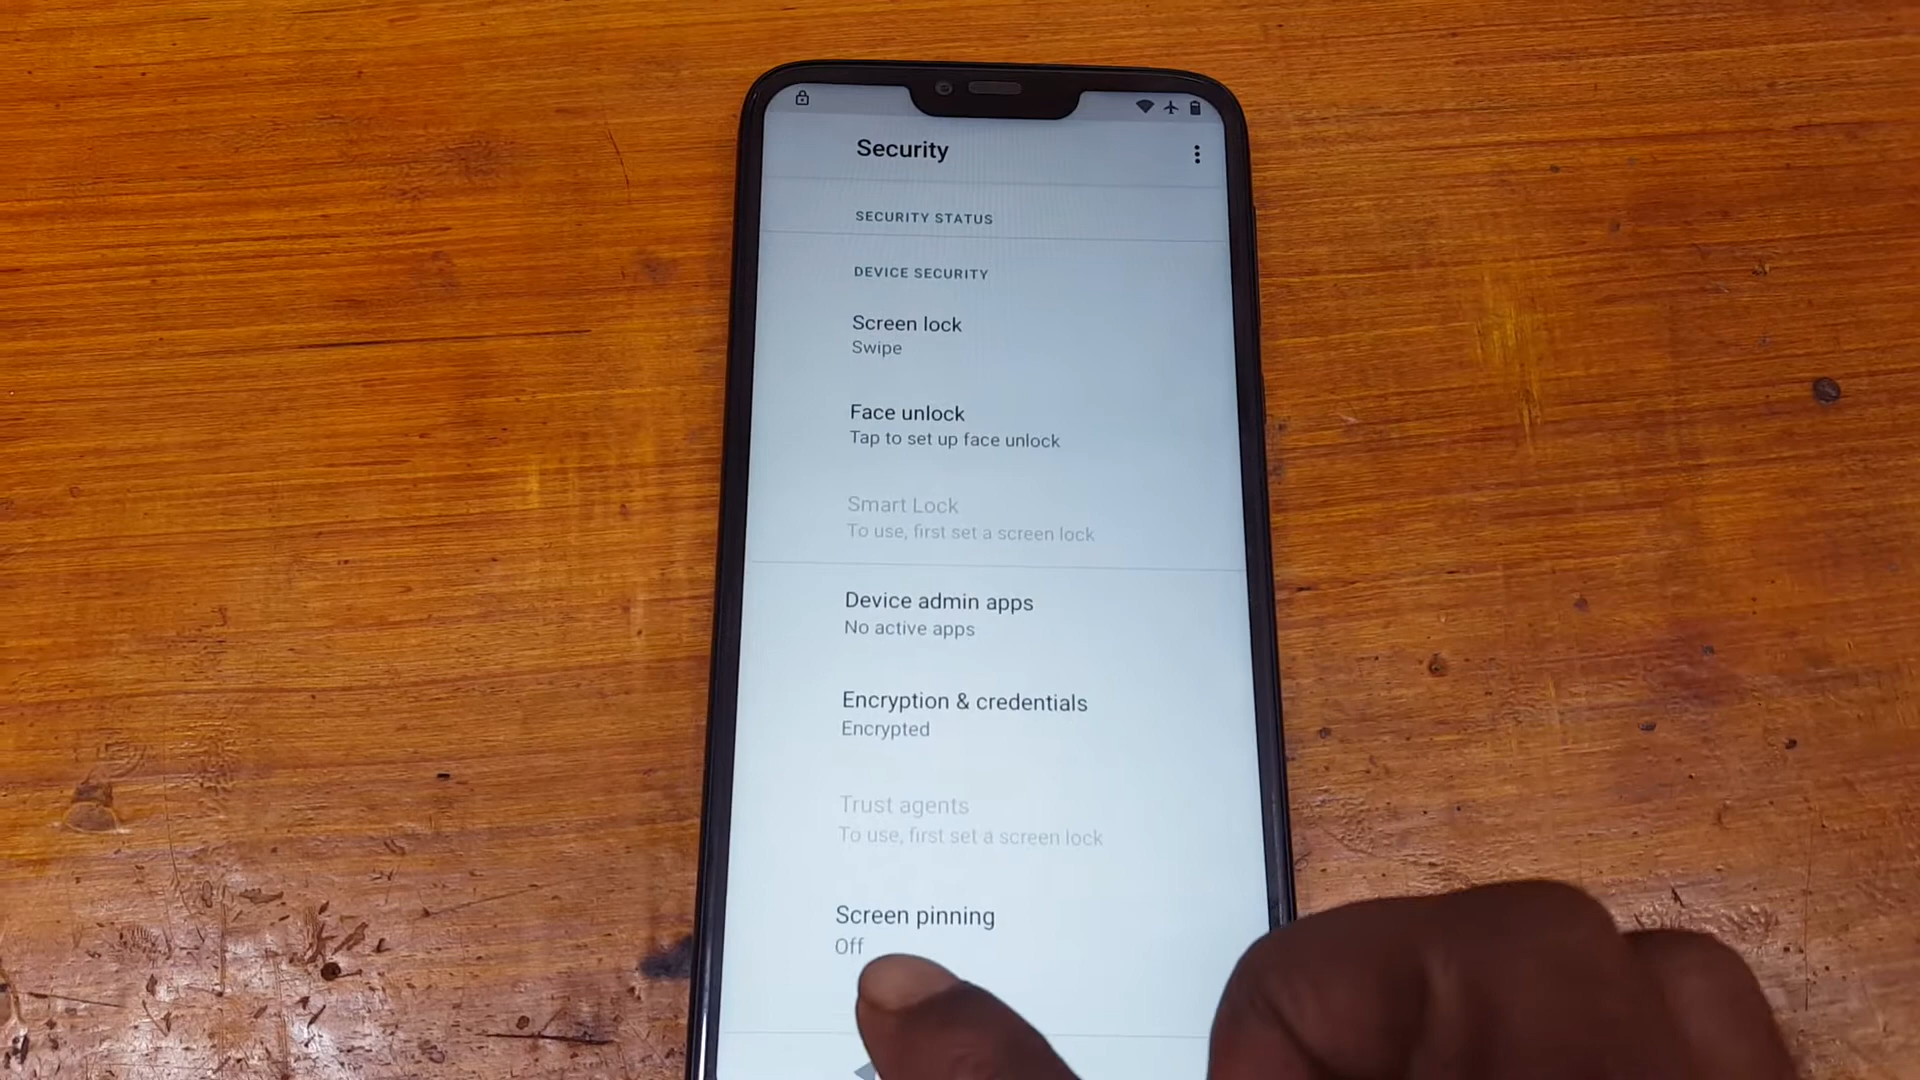 Security
SECURITY STATUS
DEVICE SECURITY
Screen lock
Swipe
Face unlock
Tap to set up face unlock
Smart Lock
To use, first set a screen lock
Device admin apps
No active apps
Encryption & credentials
Encrypted
Trust agents
To use, first set a screen lock
Screen pinning
Off